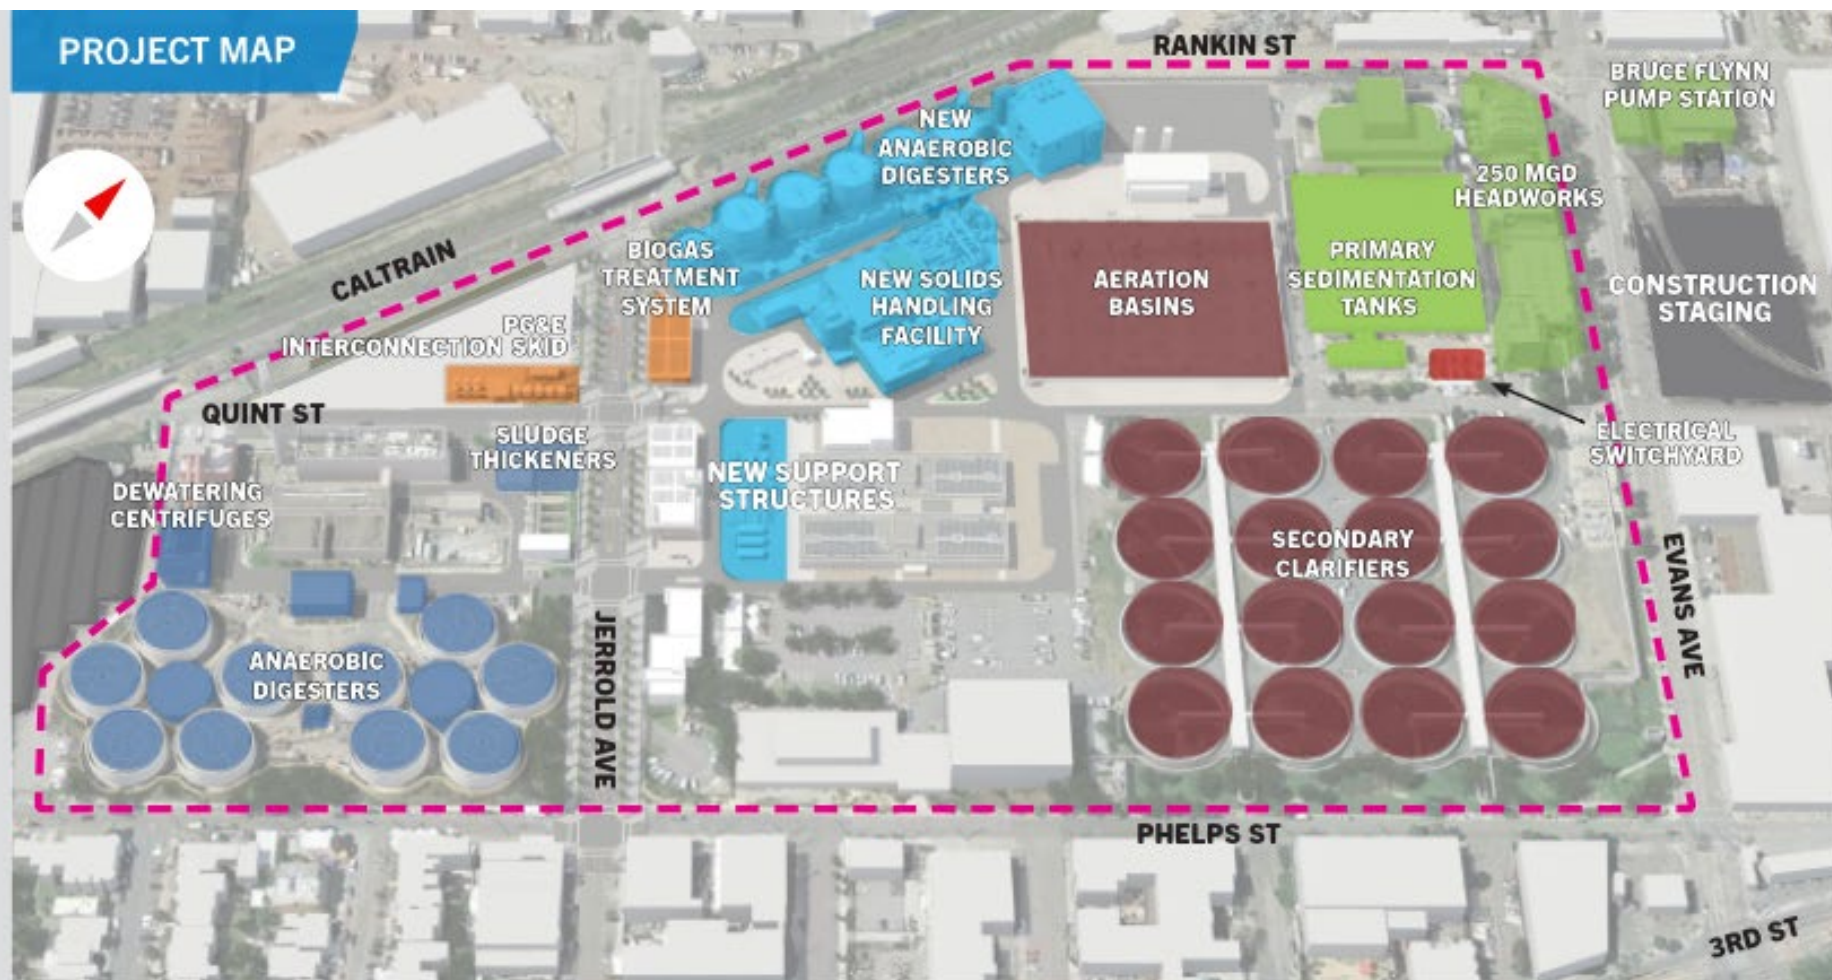 PROJECT MAP
RANKIN ST
BRUCE FLYNN
PUMP STATION
NEW
ANAEROBIC
DIGESTERS
250 MGD
HEADWORKS
CALTRAIN
BIOGAS
TREATMENT
SYSTEM
NEW SOLIDS
HANDLING
FACILITY
AERATION
BASINS
PRIMARY
SEDIMENTATION
TANKS
CONSTRUCTION
STAGING
PG&E
INTERCONNECTION SKID
QUINT ST
SLUDGE
THICKENERS
ELECTRICAL
SWITCHYARD
DEWATERING
CENTRIFUGES
NEW SUPPORT
STRUCTURES
SECONDARY
CLARIFIERS
EVANS AVE
ANAEROBIC
DIGESTERS
JERROLD AVE
PHELPS ST
3RD ST